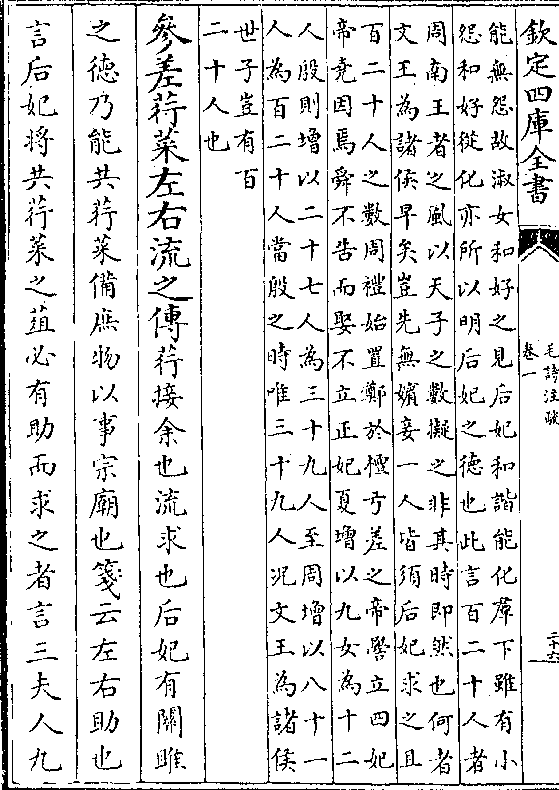 欽定四庫全書
毛詩注疏
卷一
二十六
能無怨故淑女和好之見后妃和諧能化羣下雖有小
怨和好從化亦所以明后妃之德也此言百二十人者
周南王者之風以天子之數擬之非其時即然也何者
文王為諸侯早矣豈先無嬪妾一人皆須后妃求之且
百二十人之數周禮始置鄭於檀弓差之帝嚳立四妃
帝堯因焉舜不告而娶不立正妃夏增以九女為十二
人殷則增以二十七人為三十九人至周增以八十一
人為百二十人當殷之時唯三十九人况文王為諸侯
世子豈有百
二十人也
參差荇菜左右流之傳荇接余也流求也后妃有關雎
之德乃能共荇菜備庶物以事宗廟也箋云左右助也
言后妃將共荇菜之葅必有助而求之者言三夫人九